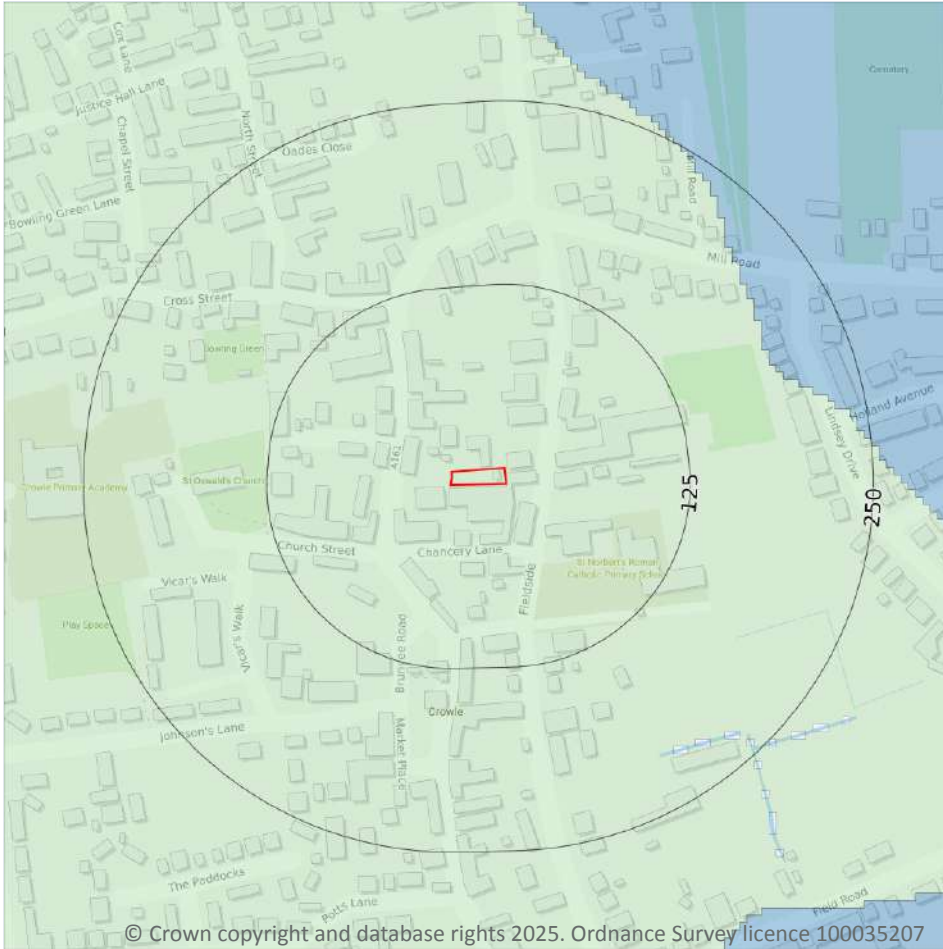 Cox Lane
Cemetery
Justice Hall Lane
Chapel Street
North Street
Oades Close
Mill Road
Bowling Green Lane
Mill Road
Cross Street
Bowling Green
Holland Avenue
Lindsey Drive
A161
Crowle Primary Academy
St Oswald's Church
125
250
Church Street
Chancery Lane
St Norbert's Roman
Catholic Primary School
Vicar's Walk
Fieldside
Play Space
Vicar's Walk
Brunyee Road
Crowle
Johnson's Lane
Market Place
The Paddocks
Potts Lane
Field Road
© Crown copyright and database rights 2025. Ordnance Survey licence 100035207